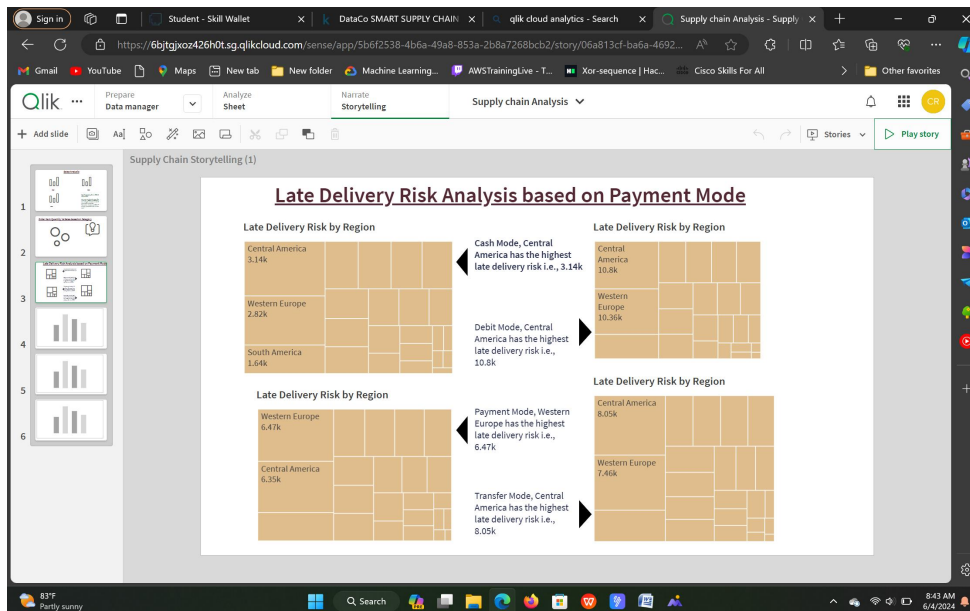 Sign in
Student - Skill Wallet
DataCo SMART SUPPLY CHAIN
qlik cloud analytics - Search
Supply chain Analysis - Supply
https://6bjtgjxoz426h0t.sg.qlikcloud.com/sense/app/5b6f2538-4b6a-49a8-853a-2b8a7268bcb2/story/06a813cf-ba6a-4692...
Gmail
YouTube
Maps
New tab
New folder
Machine Learning...
AWSTrainingLive - T...
Xor-sequence | Hac...
Cisco Skills For All
Other favorites
Qlik
Prepare
Data manager
Analyze
Sheet
Narrate
Storytelling
Supply chain Analysis
CR
Add slide
Stories
Play story
Supply Chain Storytelling (1)
1
2
3
4
5
6
Late Delivery Risk Analysis based on Payment Mode
Late Delivery Risk by Region
Central America
3.14k
Western Europe
2.82k
South America
1.64k
Cash Mode, Central
America has the highest
late delivery risk i.e., 3.14k
Late Delivery Risk by Region
Central
America
10.8k
Western
Europe
10.36k
Debit Mode, Central
America has the highest
late delivery risk i.e.,
10.8k
Late Delivery Risk by Region
Western Europe
6.47k
Central America
6.35k
Payment Mode, Western
Europe has the highest
late delivery risk i.e.,
6.47k
Late Delivery Risk by Region
Central America
8.05k
Western Europe
7.46k
Transfer Mode, Central
America has the highest
late delivery risk i.e.,
8.05k
83°F
Partly sunny
Search
8:43 AM
6/4/2024